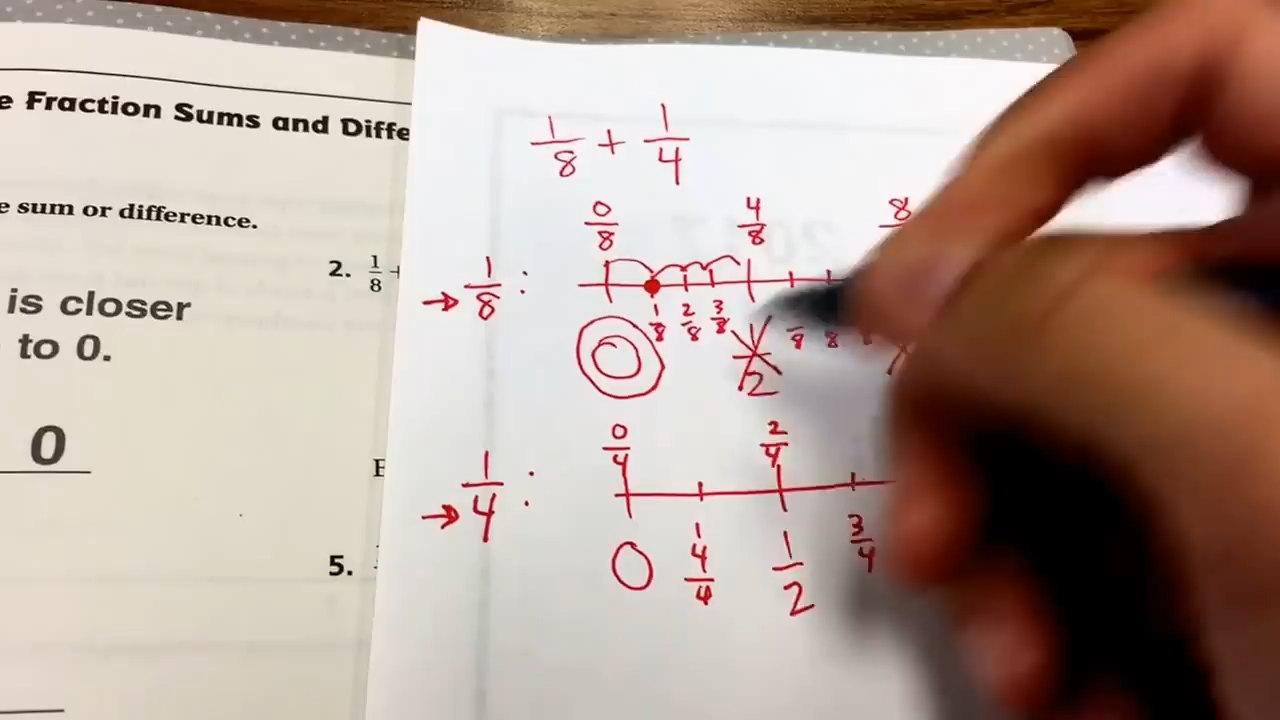 e Fraction Sums and Diffe
e sum or difference.
2. 1/8 +
is closer
to 0.
0
5.
1/8 + 1/4
0/8 4/8 8
→ 1/8 :
1/8 2/8 3/8 8 8
0 1/2
0/4 2/4
→ 1/4 :
0 1/4/4 1/2 3/4